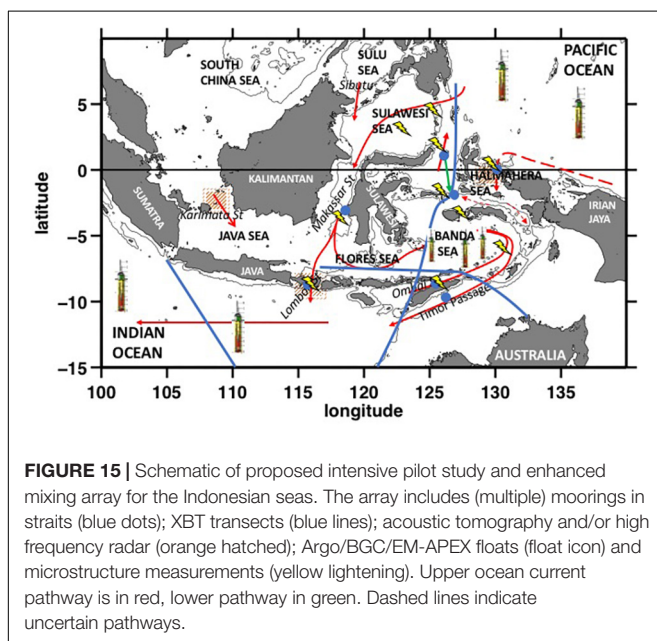 SOUTH
CHINA SEA
SULU
SEA
Sibutu
PACIFIC
OCEAN
SULAWESI
SEA
KALIMANTAN
SUMATRA
Karimata St
JAVA SEA
Makassar St
HALMAHERA
SEA
IRIAN
JAYA
BANDA
SEA
FLORES SEA
JAVA
Lombok
Ombai
Timor Passage
INDIAN
OCEAN
AUSTRALIA
5
0
−5
−10
−15
latitude
100 105 110 115 120 125 130 135
longitude
FIGURE 15 | Schematic of proposed intensive pilot study and enhanced
mixing array for the Indonesian seas. The array includes (multiple) moorings in
straits (blue dots); XBT transects (blue lines); acoustic tomography and/or high
frequency radar (orange hatched); Argo/BGC/EM-APEX floats (float icon) and
microstructure measurements (yellow lightening). Upper ocean current
pathway is in red, lower pathway in green. Dashed lines indicate
uncertain pathways.